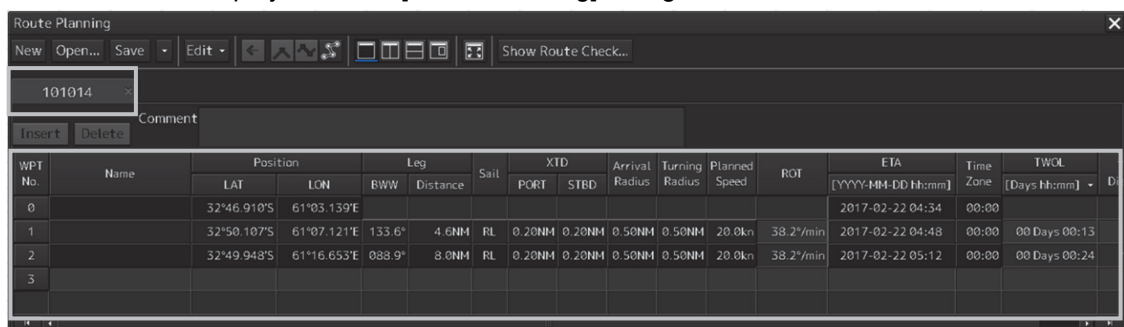 Route Planning
New Open... Save Edit Show Route Check...
101014
Comment
Insert Delete
WPT No. Name Position Leg Sail XTD Arrival Radius Turning Radius Planned Speed ROT ETA Time Zone TWOL
LAT LON BWW Distance PORT STBD [YYYY-MM-DD hh:mm] [Days hh:mm] Di
0 32°46.910'S 61°03.139'E 2017-02-22 04:34 00:00
1 32°50.107'S 61°07.121'E 133.6° 4.6NM RL 0.20NM 0.20NM 0.50NM 0.50NM 20.0kn 38.2°/min 2017-02-22 04:48 00:00 00 Days 00:13
2 32°49.948'S 61°16.653'E 088.9° 8.0NM RL 0.20NM 0.20NM 0.50NM 0.50NM 20.0kn 38.2°/min 2017-02-22 05:12 00:00 00 Days 00:24
3